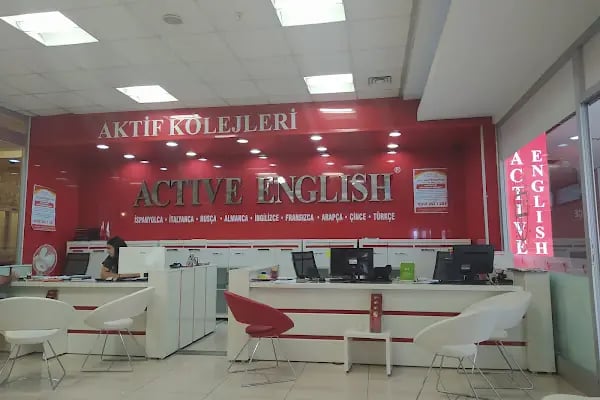 AKTİF KOLEJLERİ
ACTIVE ENGLISH®
İSPANYOLCA • İTALYANCA • RUSÇA • ALMANCA • İNGİLİZCE • FRANSIZCA • ARAPÇA • ÇİNCE • TÜRKÇE
ACTIVE
ENGLISH